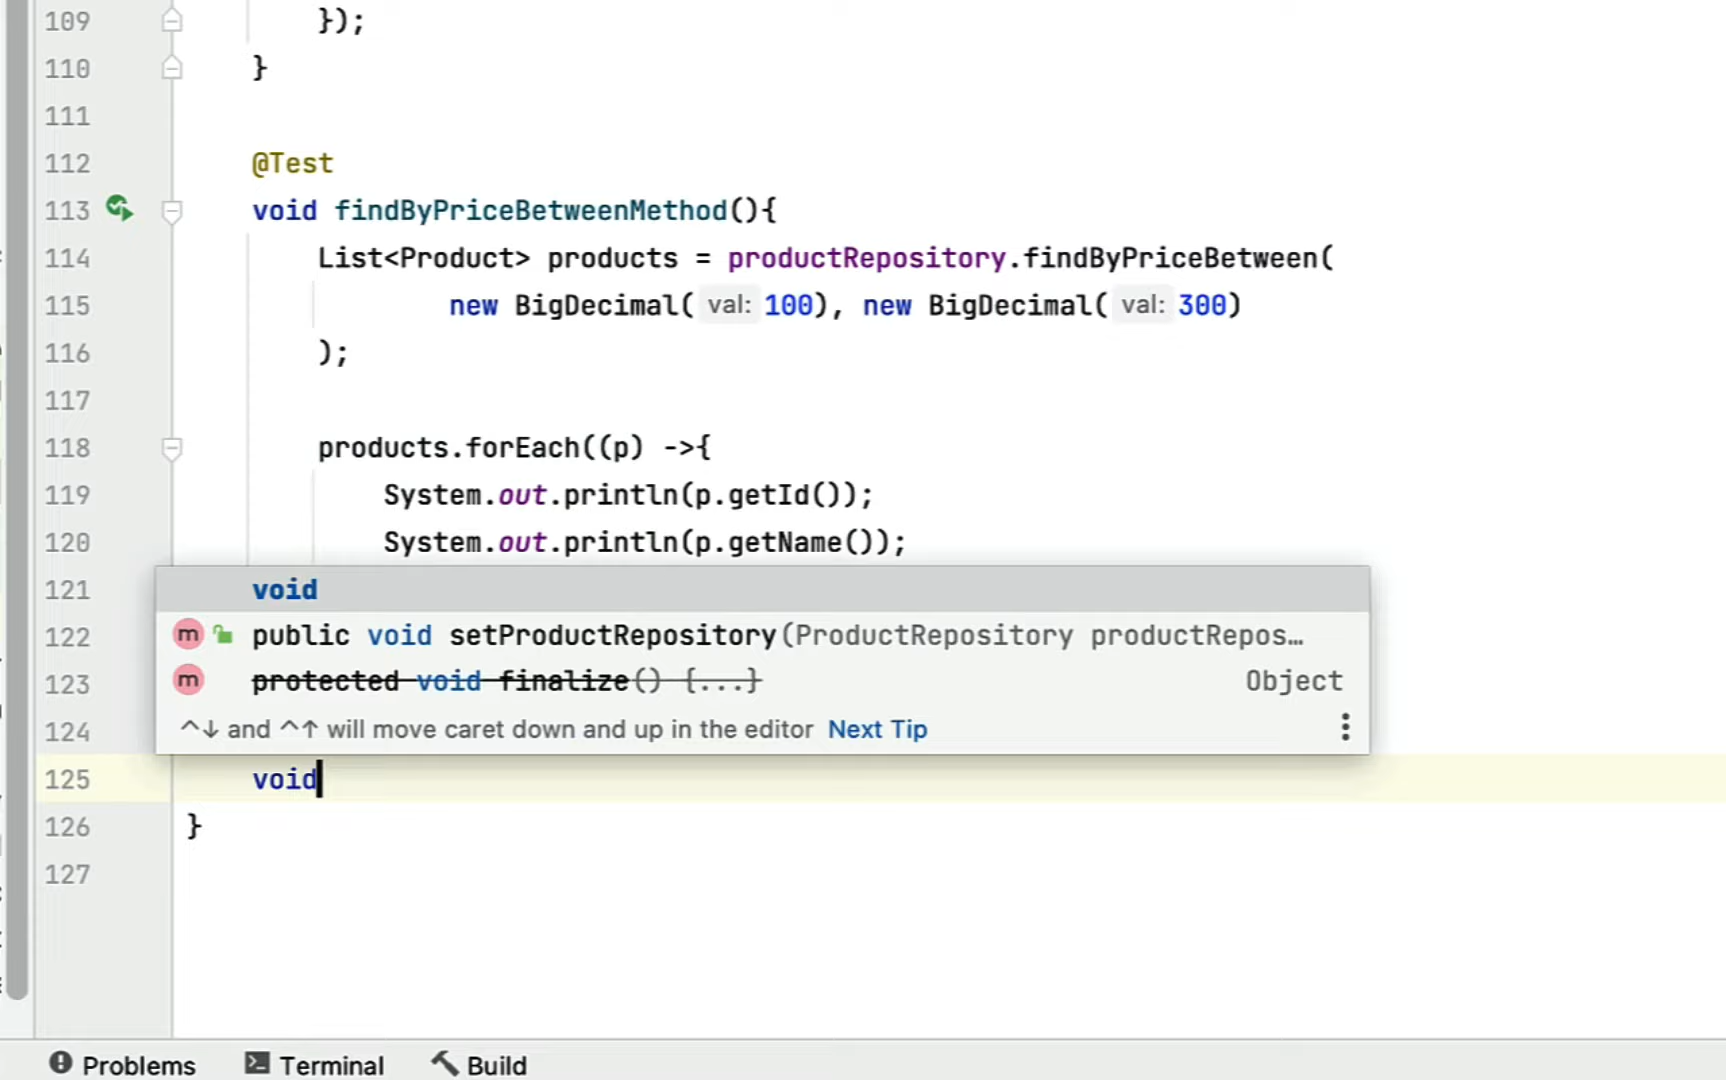 109 });
110 }
111
112 @Test
113 void findByPriceBetweenMethod(){
114 List<Product> products = productRepository.findByPriceBetween(
115 new BigDecimal( val: 100), new BigDecimal( val: 300)
116 );
117
118 products.forEach((p) ->{
119 System.out.println(p.getId());
120 System.out.println(p.getName());
121 void
122 m public void setProductRepository(ProductRepository productRepos…
123 m protected void finalize() {...} Object
124 ^↓ and ^↑ will move caret down and up in the editor Next Tip
125 void
126 }
127
Problems Terminal Build